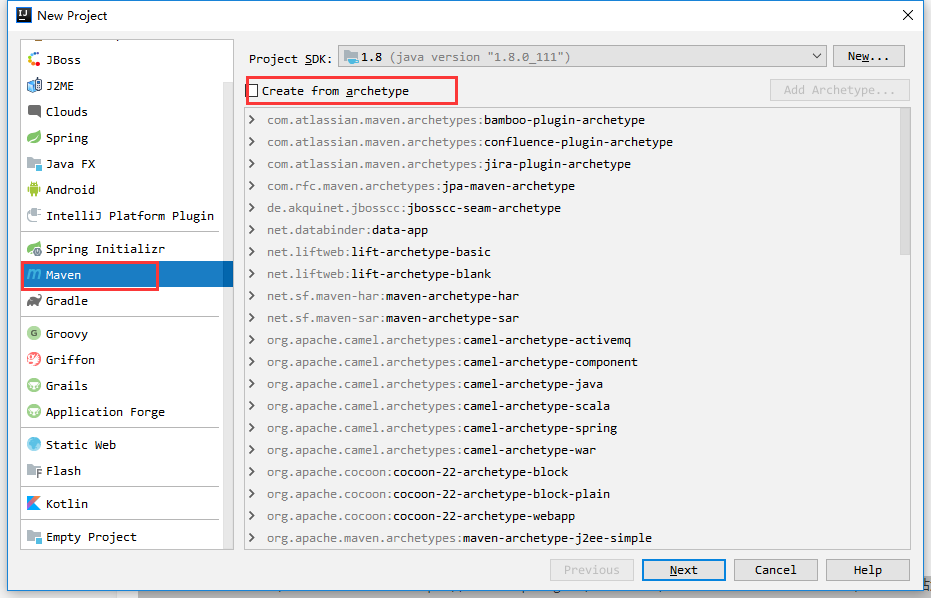 New Project
JBoss
J2ME
Clouds
Spring
Java FX
Android
IntelliJ Platform Plugin
Spring Initializr
Maven
Gradle
Groovy
Griffon
Grails
Application Forge
Static Web
Flash
Kotlin
Empty Project
Project SDK: 1.8 (java version "1.8.0_111") New...
Create from archetype Add Archetype...
com.atlassian.maven.archetypes:bamboo-plugin-archetype
com.atlassian.maven.archetypes:confluence-plugin-archetype
com.atlassian.maven.archetypes:jira-plugin-archetype
com.rfc.maven.archetypes:jpa-maven-archetype
de.akquinet.jbosscc:jbosscc-seam-archetype
net.databinder:data-app
net.liftweb:lift-archetype-basic
net.liftweb:lift-archetype-blank
net.sf.maven-har:maven-archetype-har
net.sf.maven-sar:maven-archetype-sar
org.apache.camel.archetypes:camel-archetype-activemq
org.apache.camel.archetypes:camel-archetype-component
org.apache.camel.archetypes:camel-archetype-java
org.apache.camel.archetypes:camel-archetype-scala
org.apache.camel.archetypes:camel-archetype-spring
org.apache.camel.archetypes:camel-archetype-war
org.apache.cocoon:cocoon-22-archetype-block
org.apache.cocoon:cocoon-22-archetype-block-plain
org.apache.cocoon:cocoon-22-archetype-webapp
org.apache.maven.archetypes:maven-archetype-j2ee-simple
Previous Next Cancel Help